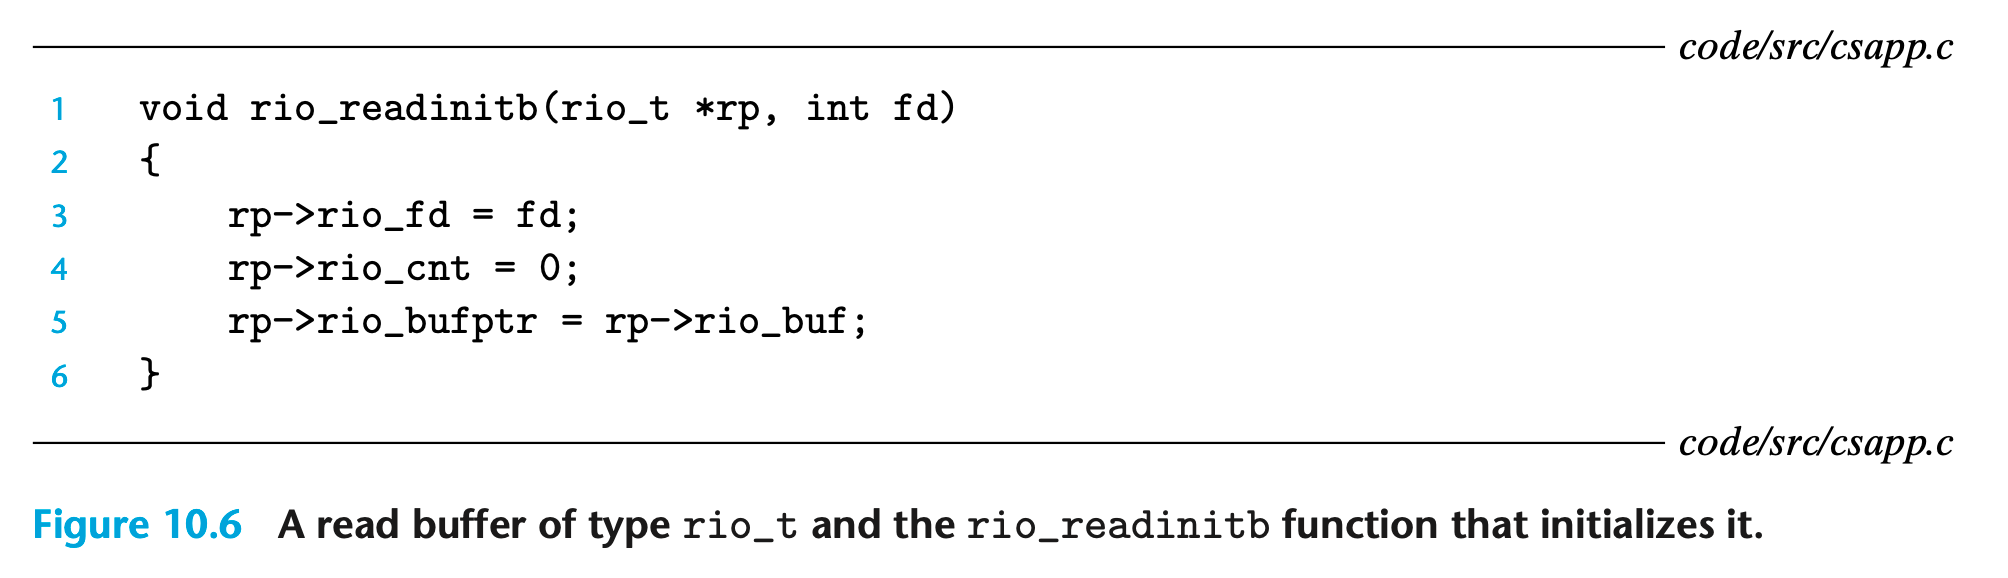 code/src/csapp.c
1 void rio_readinitb(rio_t *rp, int fd)
2 {
3 rp->rio_fd = fd;
4 rp->rio_cnt = 0;
5 rp->rio_bufptr = rp->rio_buf;
6 }
code/src/csapp.c
Figure 10.6 A read buffer of type rio_t and the rio_readinitb function that initializes it.